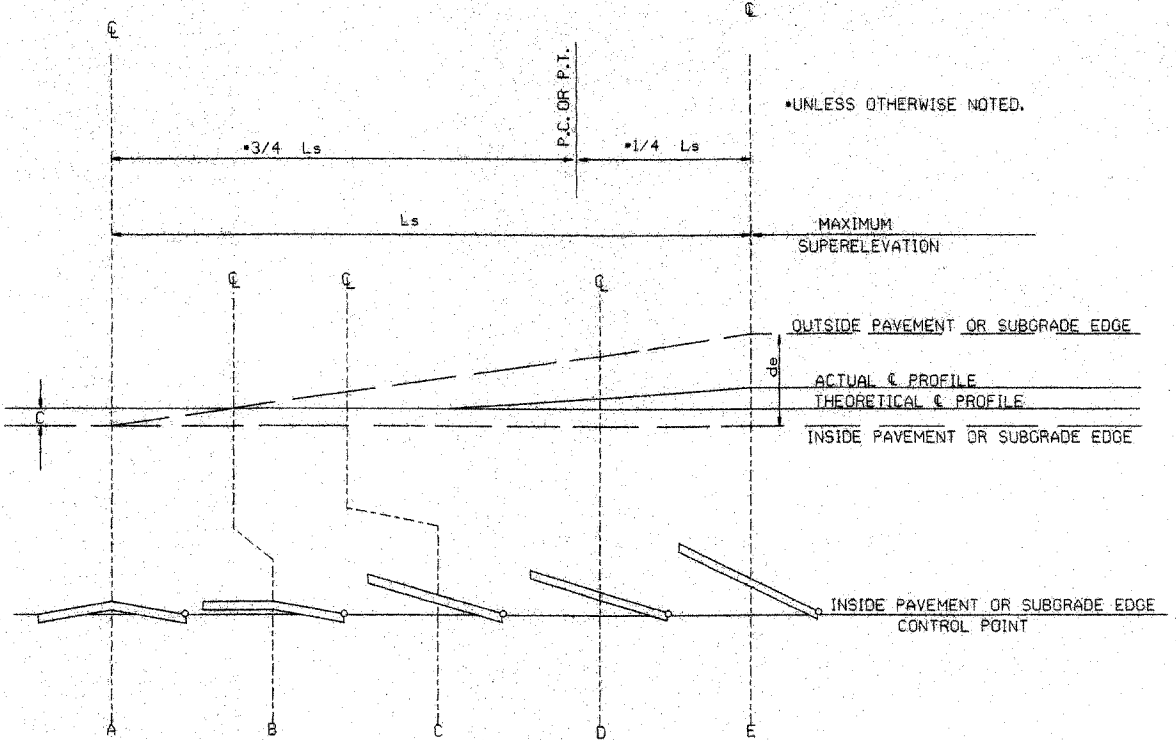 ℄
℄
P.C. OR P.T.
*UNLESS OTHERWISE NOTED.
*3/4 Ls
*1/4 Ls
Ls
MAXIMUM
SUPERELEVATION
℄
℄
℄
OUTSIDE PAVEMENT OR SUBGRADE EDGE
de
ACTUAL ℄ PROFILE
THEORETICAL ℄ PROFILE
C
INSIDE PAVEMENT OR SUBGRADE EDGE
INSIDE PAVEMENT OR SUBGRADE EDGE
CONTROL POINT
A
B
C
D
E